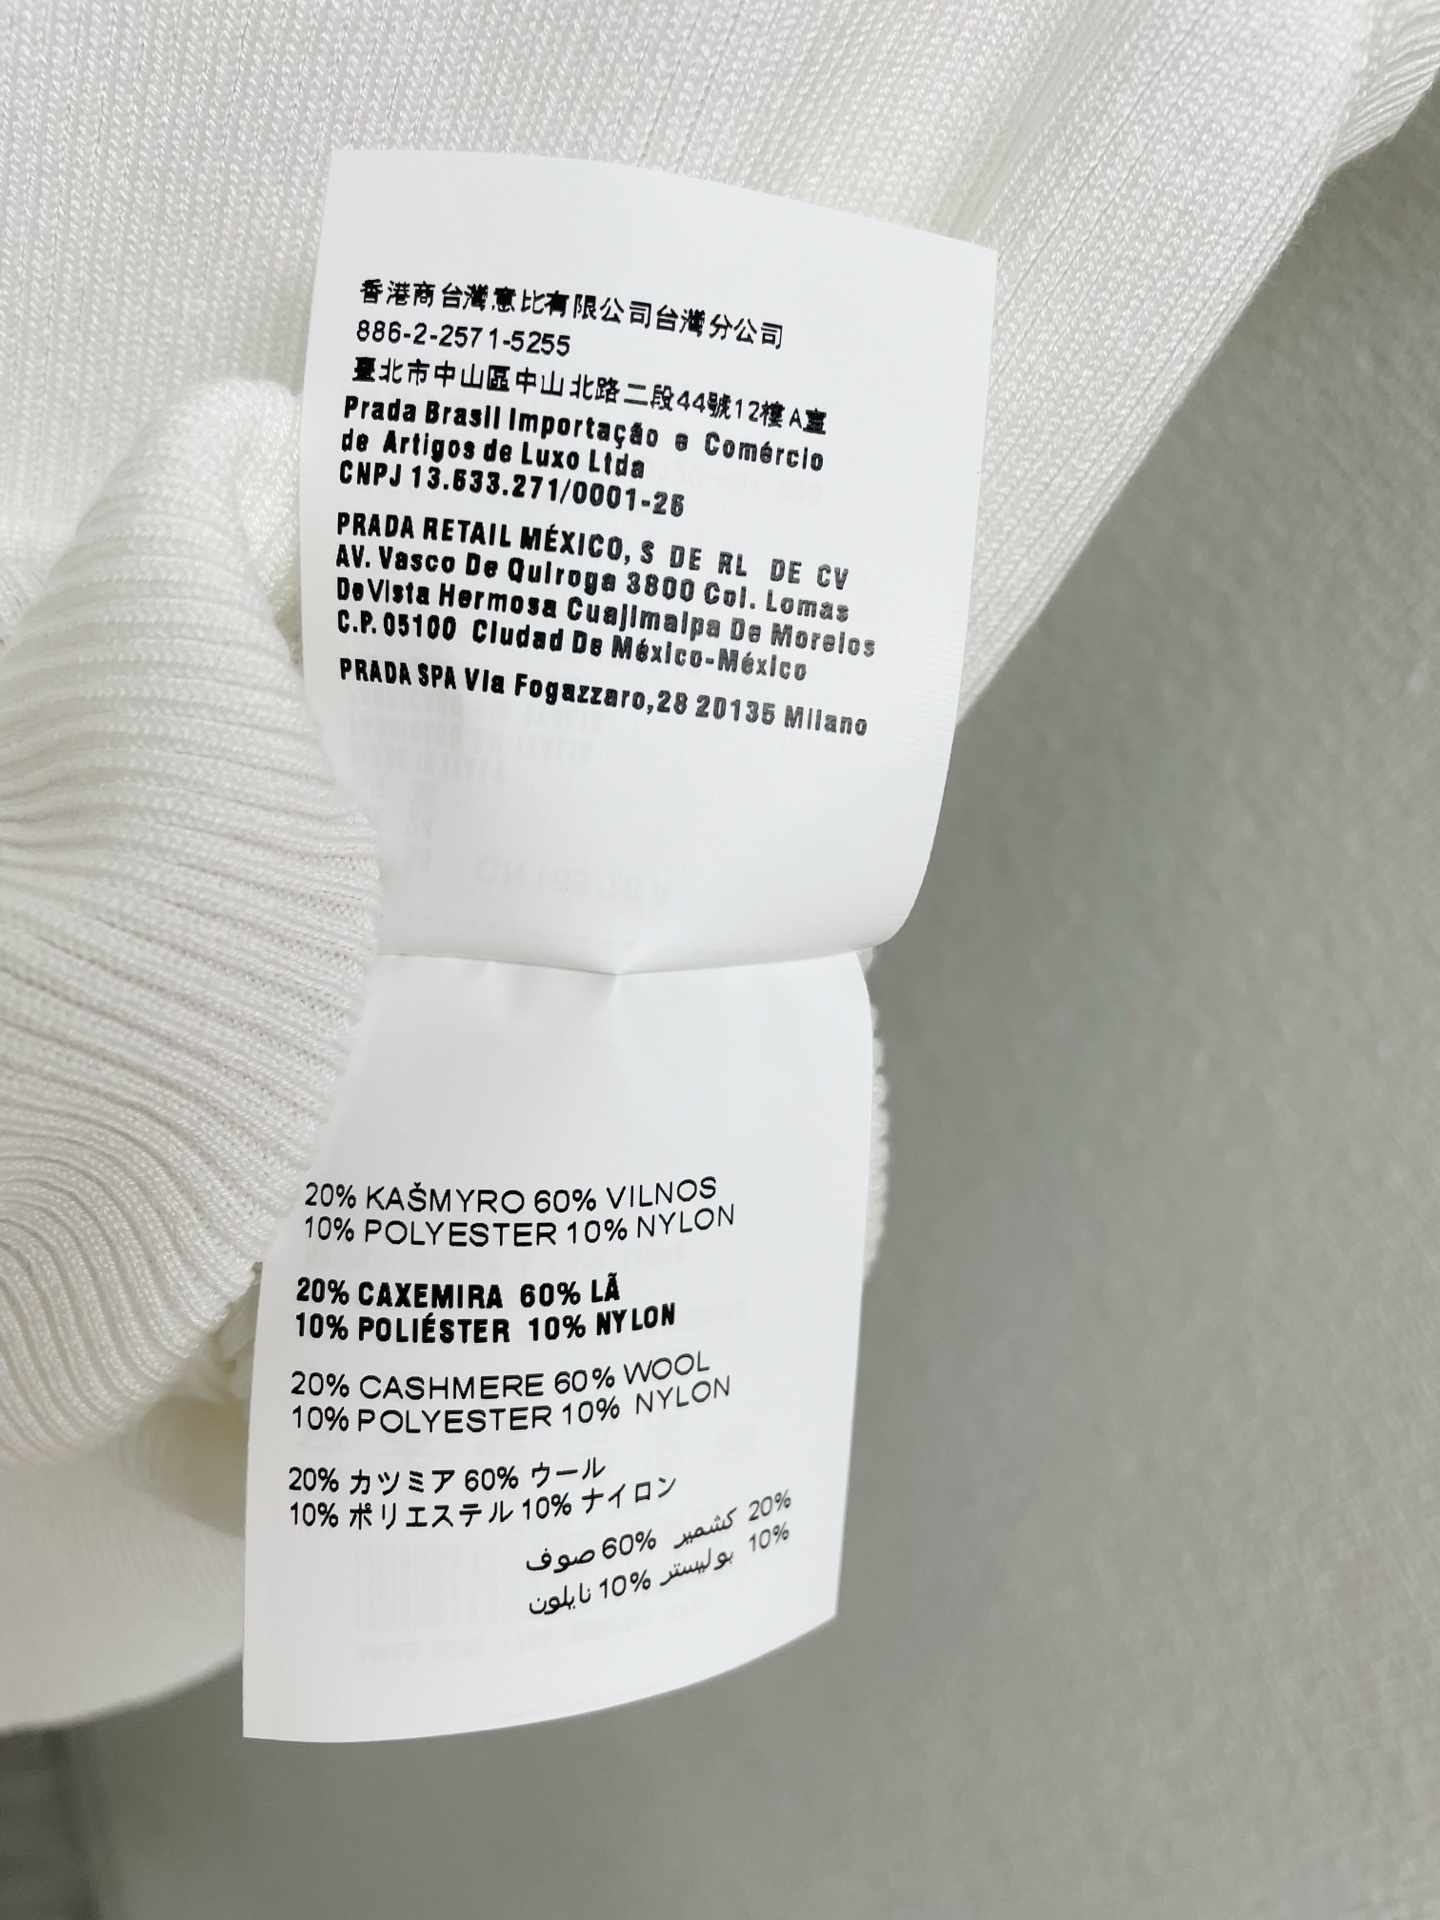 香港商台灣意比有限公司台灣分公司
886-2-2571-5255
臺北市中山區中山北路二段44號12樓A室
Prada Brasil Importação e Comércio
de Artigos de Luxo Ltda
CNPJ 13.633.271/0001-26
PRADA RETAIL MÉXICO, S DE RL DE CV
AV. Vasco De Quiroga 3800 Col. Lomas
De Vista Hermosa Cuajimalpa De Morelos
C.P. 05100 Ciudad De México-México
PRADA SPA Via Fogazzaro,28 20135 Milano
20% KAŠMYRO 60% VILNOS
10% POLYESTER 10% NYLON
20% CAXEMIRA 60% LÃ
10% POLIÉSTER 10% NYLON
20% CASHMERE 60% WOOL
10% POLYESTER 10% NYLON
20% カツミア 60% ウール
10% ポリエステル 10% ナイロン
20% كشمير 60% صوف
10% بوليستر 10% نايلون